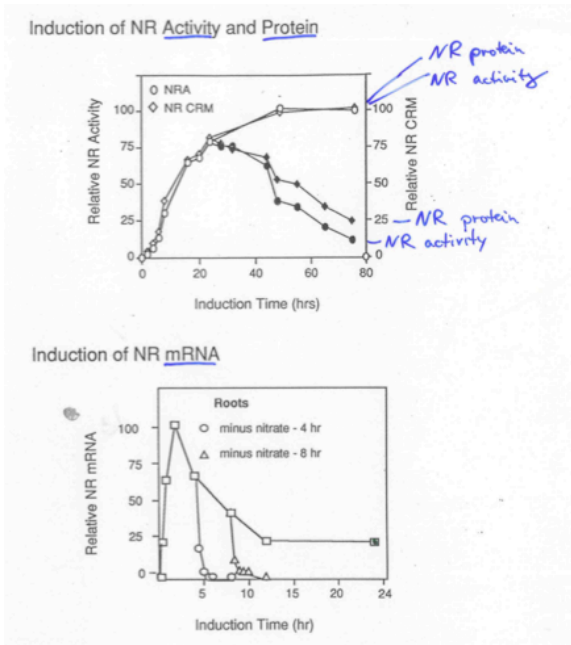 Induction of NR Activity and Protein
NR protein
NR activity
NRA
NR CRM
Relative NR Activity
100
75
50
25
0
Relative NR CRM
100
75
50
25
0
NR protein
NR activity
0
20
40
60
80
Induction Time (hrs)
Induction of NR mRNA
Roots
minus nitrate - 4 hr
minus nitrate - 8 hr
Relative NR mRNA
100
75
50
25
0
5
10
15
20
24
Induction Time (hr)